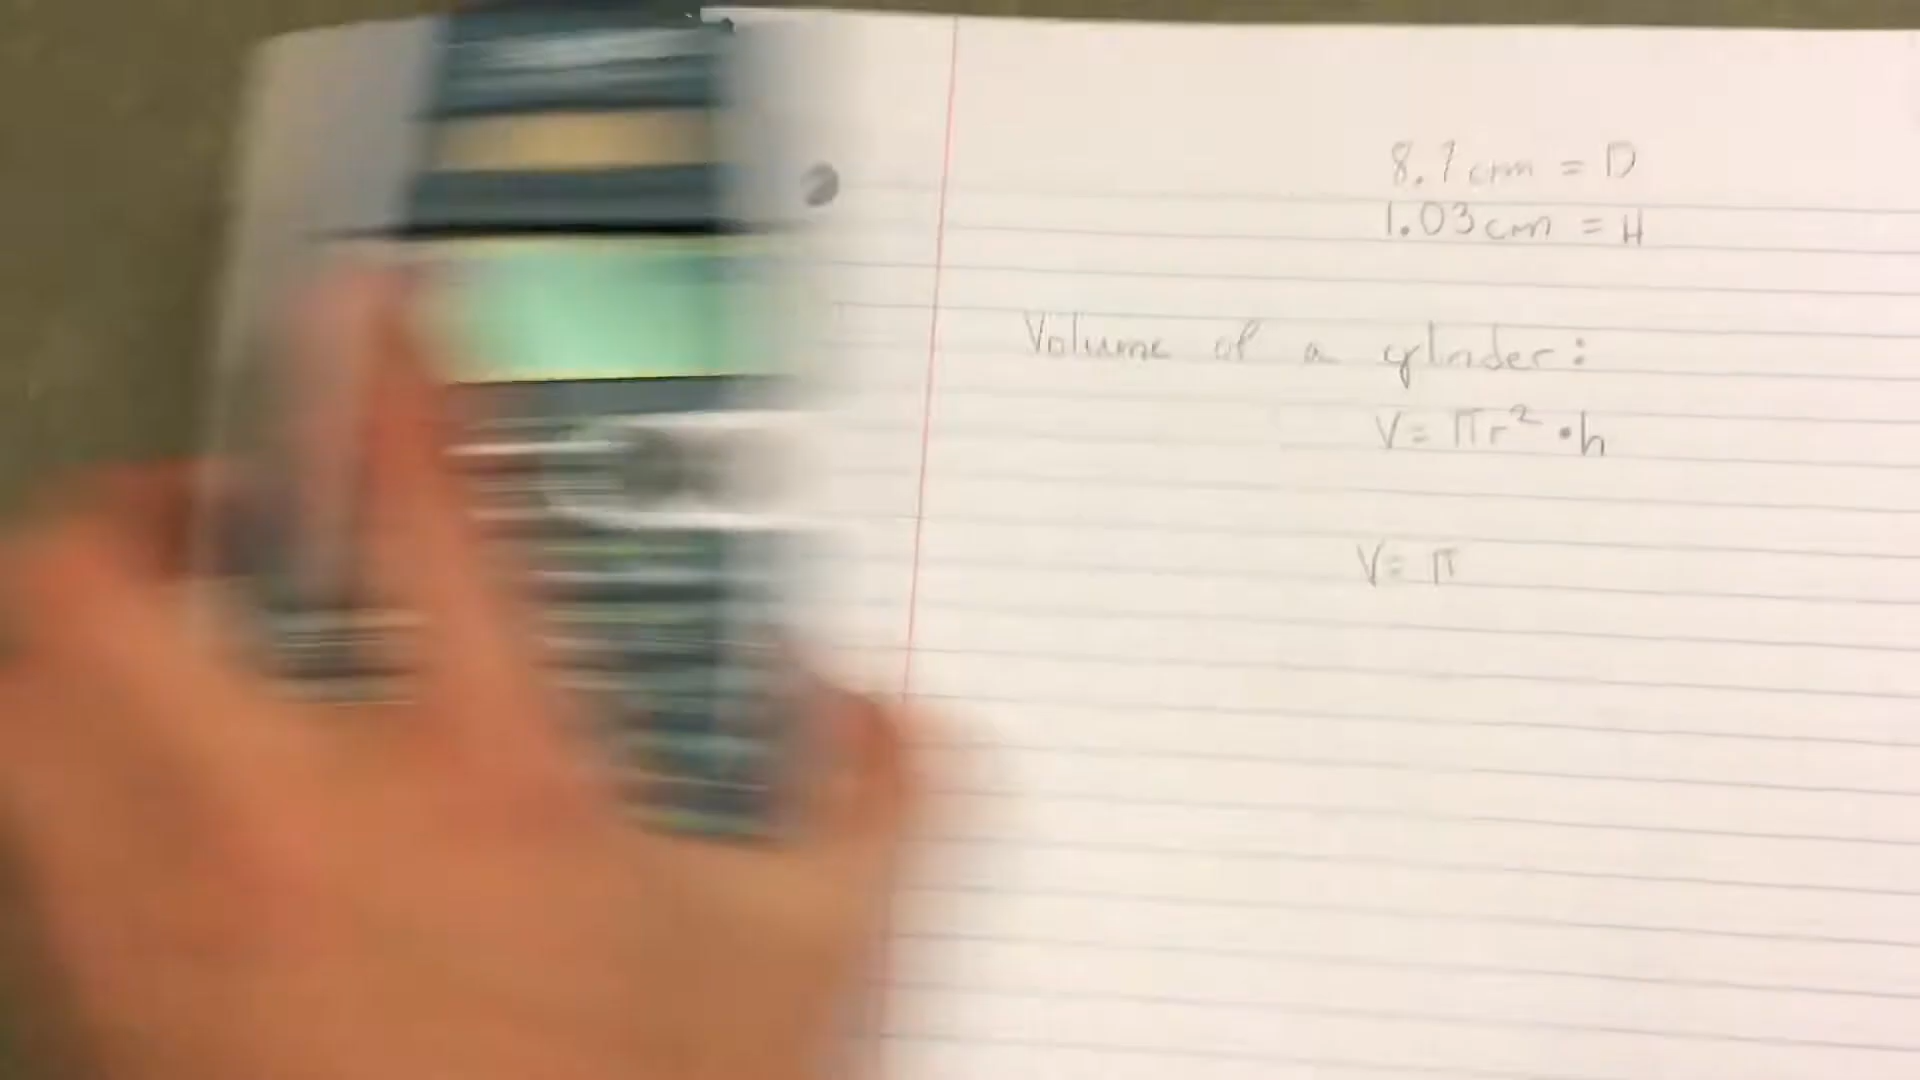 8.7cm = D
1.03cm = H
Volume of a cylinder:
V= πr² •h
V= π